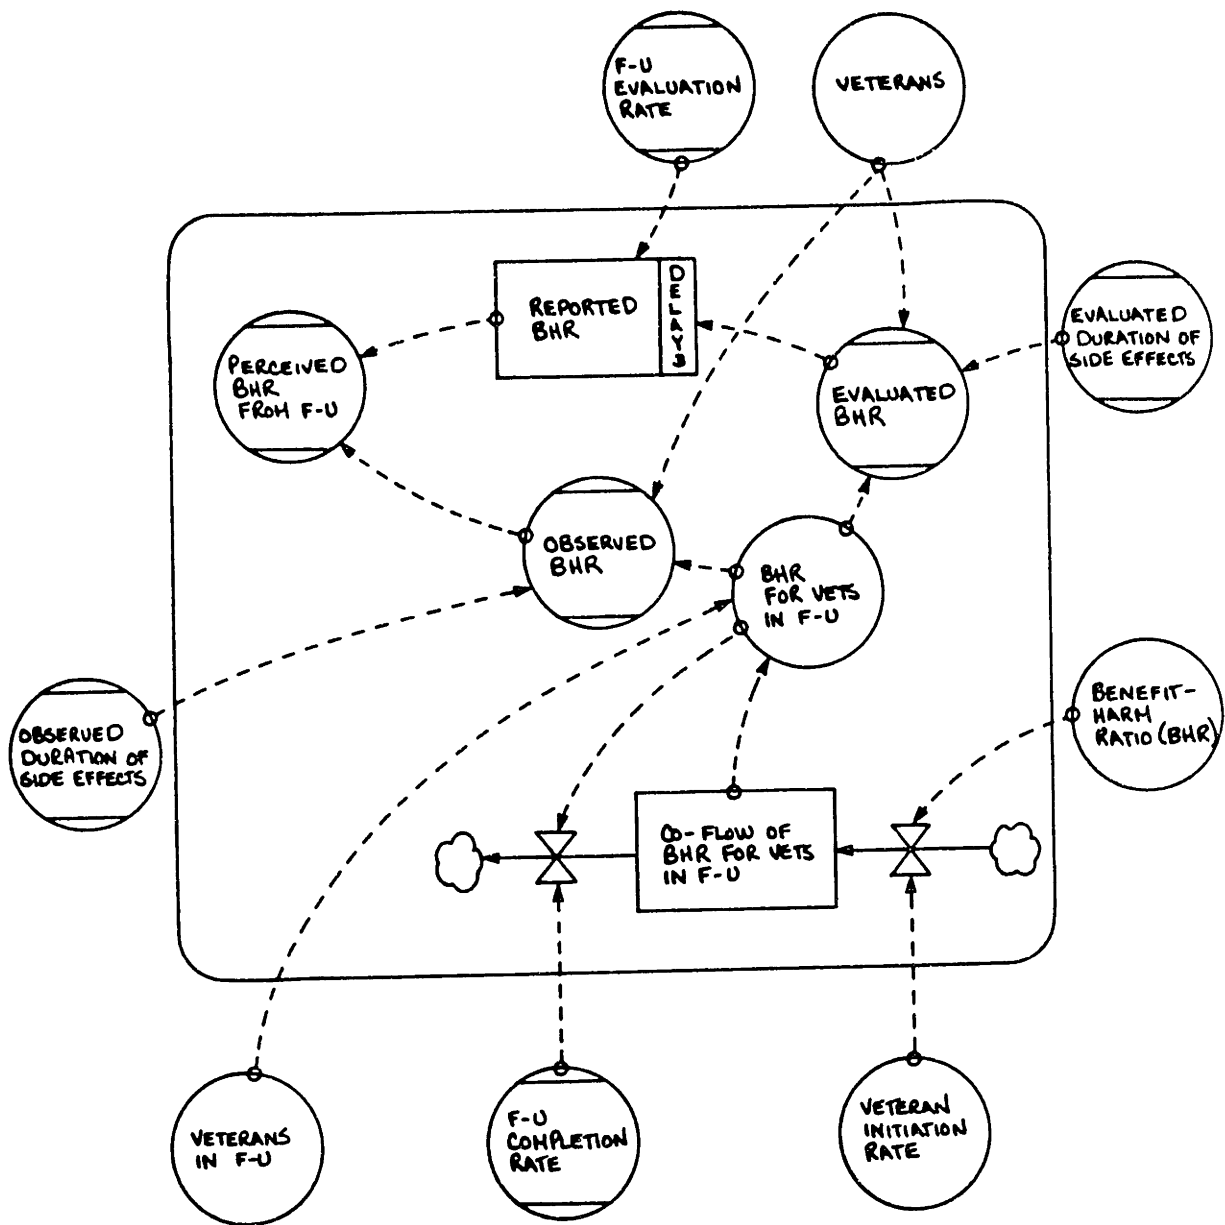 F-U
EVALUATION
RATE
VETERANS
REPORTED
BHR
DELAY3
EVALUATED
DURATION OF
SIDE EFFECTS
PERCEIVED
BHR
FROM F-U
EVALUATED
BHR
OBSERVED
BHR
BHR
FOR VETS
IN F-U
OBSERVED
DURATION OF
SIDE EFFECTS
BENEFIT-
HARM
RATIO (BHR)
CO-FLOW OF
BHR FOR VETS
IN F-U
VETERANS
IN F-U
F-U
COMPLETION
RATE
VETERAN
INITIATION
RATE